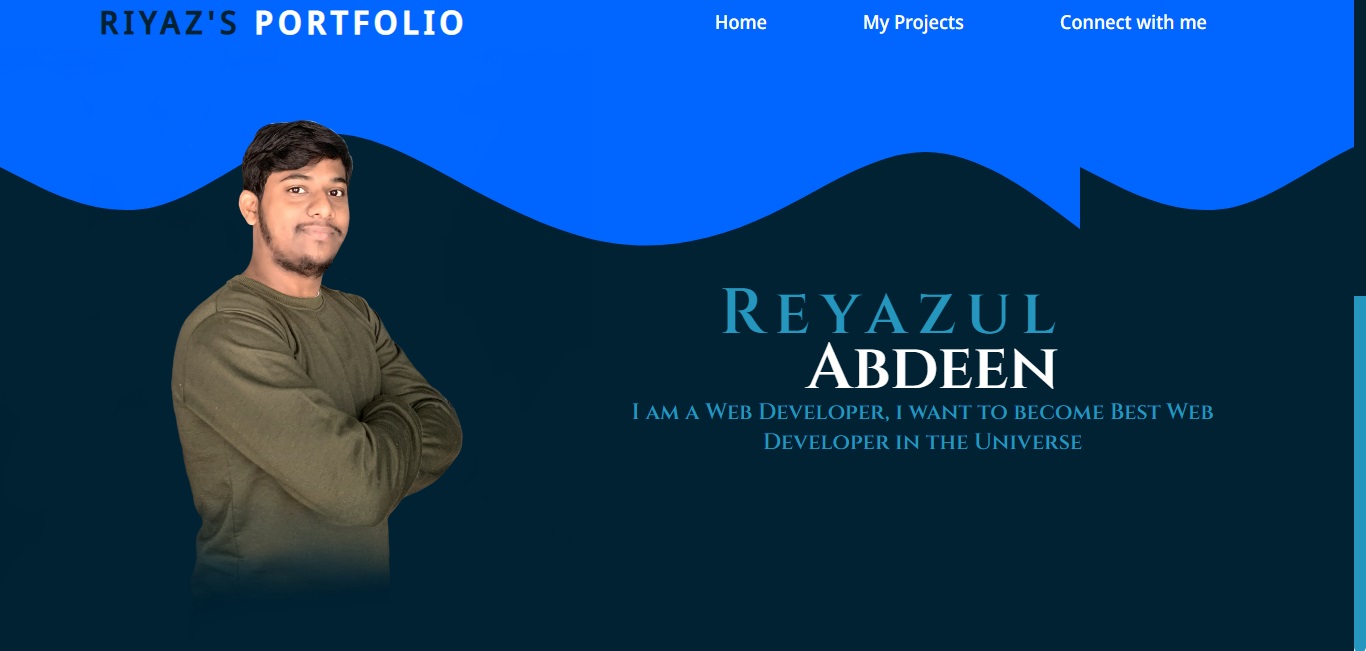 RIYAZ'S PORTFOLIO
Home
My Projects
Connect with me
REYAZUL
ABDEEN
I AM A WEB DEVELOPER, I WANT TO BECOME BEST WEB
DEVELOPER IN THE UNIVERSE